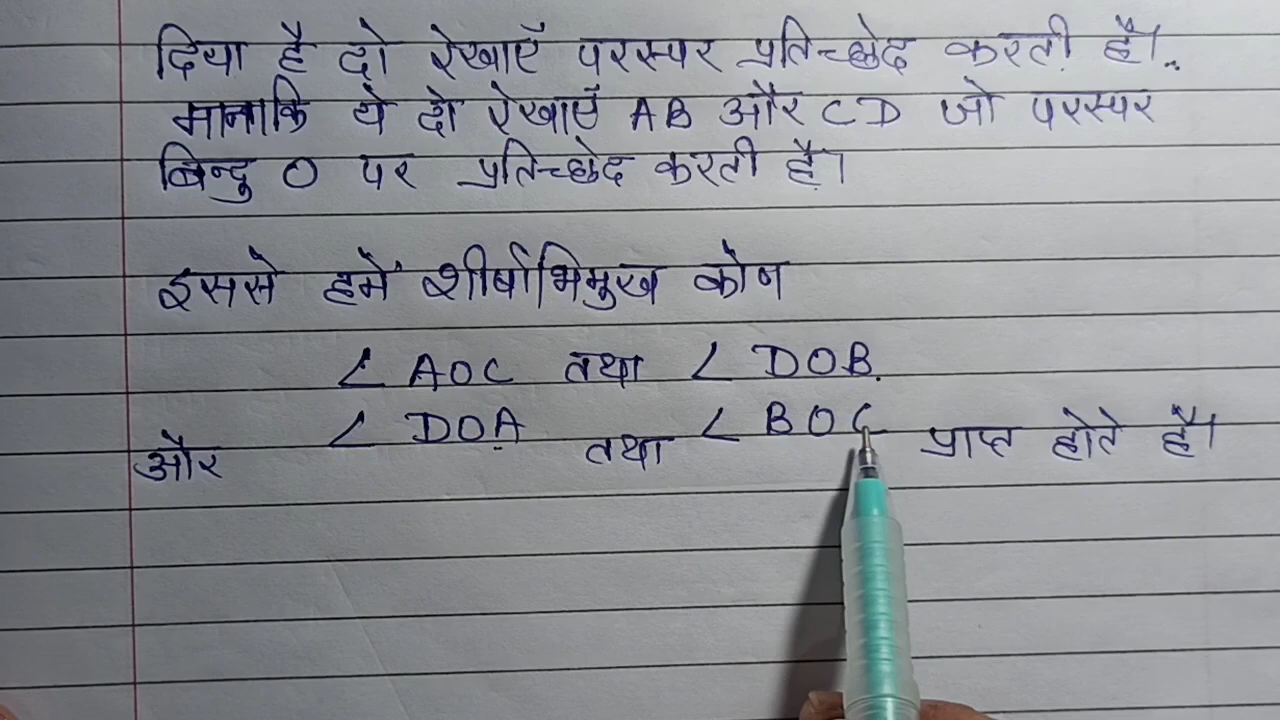 दिया है दो रेखाएँ परस्पर प्रतिच्छेद करती हैं।
मानाकि ये दो रेखाएँ AB और CD जो परस्पर
बिन्दु O पर प्रतिच्छेद करती हैं।
इससे हमें शीर्षाभिमुख कोण
∠ AOC तथा ∠ DOB.
और ∠ DOA तथा ∠ BOC प्राप्त होते हैं।